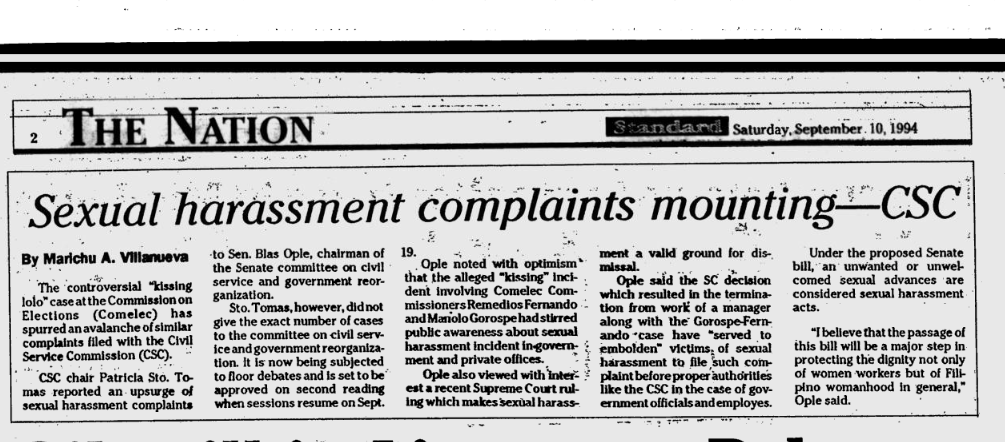 2 THE NATION
Standard Saturday, September 10, 1994
Sexual harassment complaints mounting—CSC
By Marichu A. Villanueva
The controversial "kissing
lolo" case at the Commission on
Elections (Comelec) has
spurred an avalanche of similar
complaints filed with the Civil
Service Commission (CSC).
CSC chair Patricia Sto. To-
mas reported an upsurge of
sexual harassment complaints
to Sen. Blas Ople, chairman of
the Senate committee on civil
service and government reor-
ganization.
Sto. Tomas, however, did not
give the exact number of cases
to the committee on civil serv-
ice and government reorganiza-
tion. It is now being subjected
to floor debates and is set to be
approved on second reading
when sessions resume on Sept.
19.
Ople noted with optimism
that the alleged "kissing" inci-
dent involving Comelec Com-
missioners Remedios Fernando
and Manolo Gorospe had stirred
public awareness about sexual
harassment incident in govern-
ment and private offices.
Ople also viewed with inter-
est a recent Supreme Court rul-
ing which makes sexual harass-
ment a valid ground for dis-
missal.
Ople said the SC decision
which resulted in the termina-
tion from work of a manager
along with the Gorospe-Fern-
ando case have "served to
embolden" victims of sexual
harassment to file such com-
plaint before proper authorities
like the CSC in the case of gov-
ernment officials and employes.
Under the proposed Senate
bill, an unwanted or unwel-
comed sexual advances are
considered sexual harassment
acts.
"I believe that the passage of
this bill will be a major step in
protecting the dignity not only
of women workers but of Fili-
pino womanhood in general,"
Ople said.